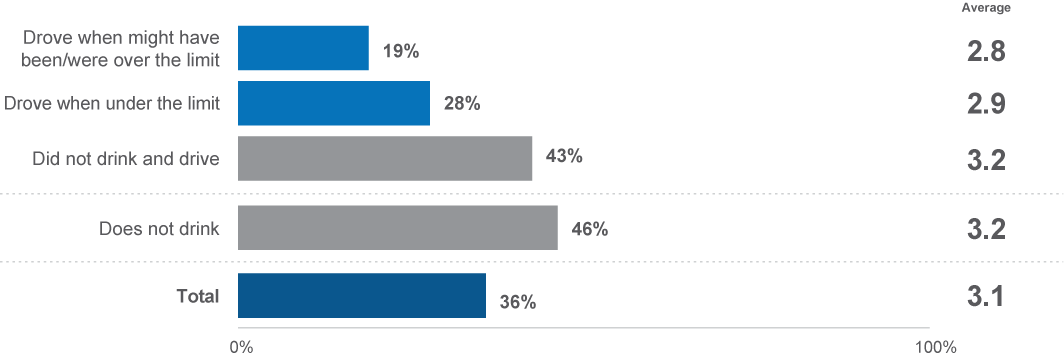 Average
Drove when might have
been/were over the limit
19%
2.8
Drove when under the limit
28%
2.9
Did not drink and drive
43%
3.2
Does not drink
46%
3.2
Total
36%
3.1
0%
100%